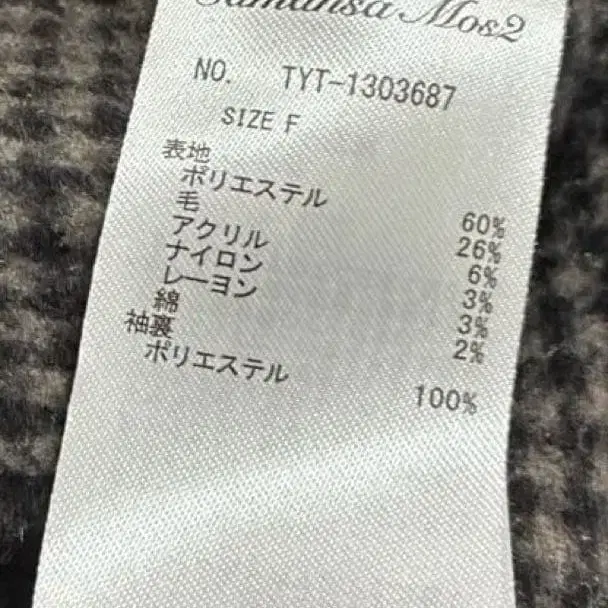 Samansa Mos2
NO. TYT-1303687
SIZE F
表地
ポリエステル 60%
毛 26%
アクリル 6%
ナイロン 3%
レーヨン 3%
綿 2%
袖裏
ポリエステル 100%